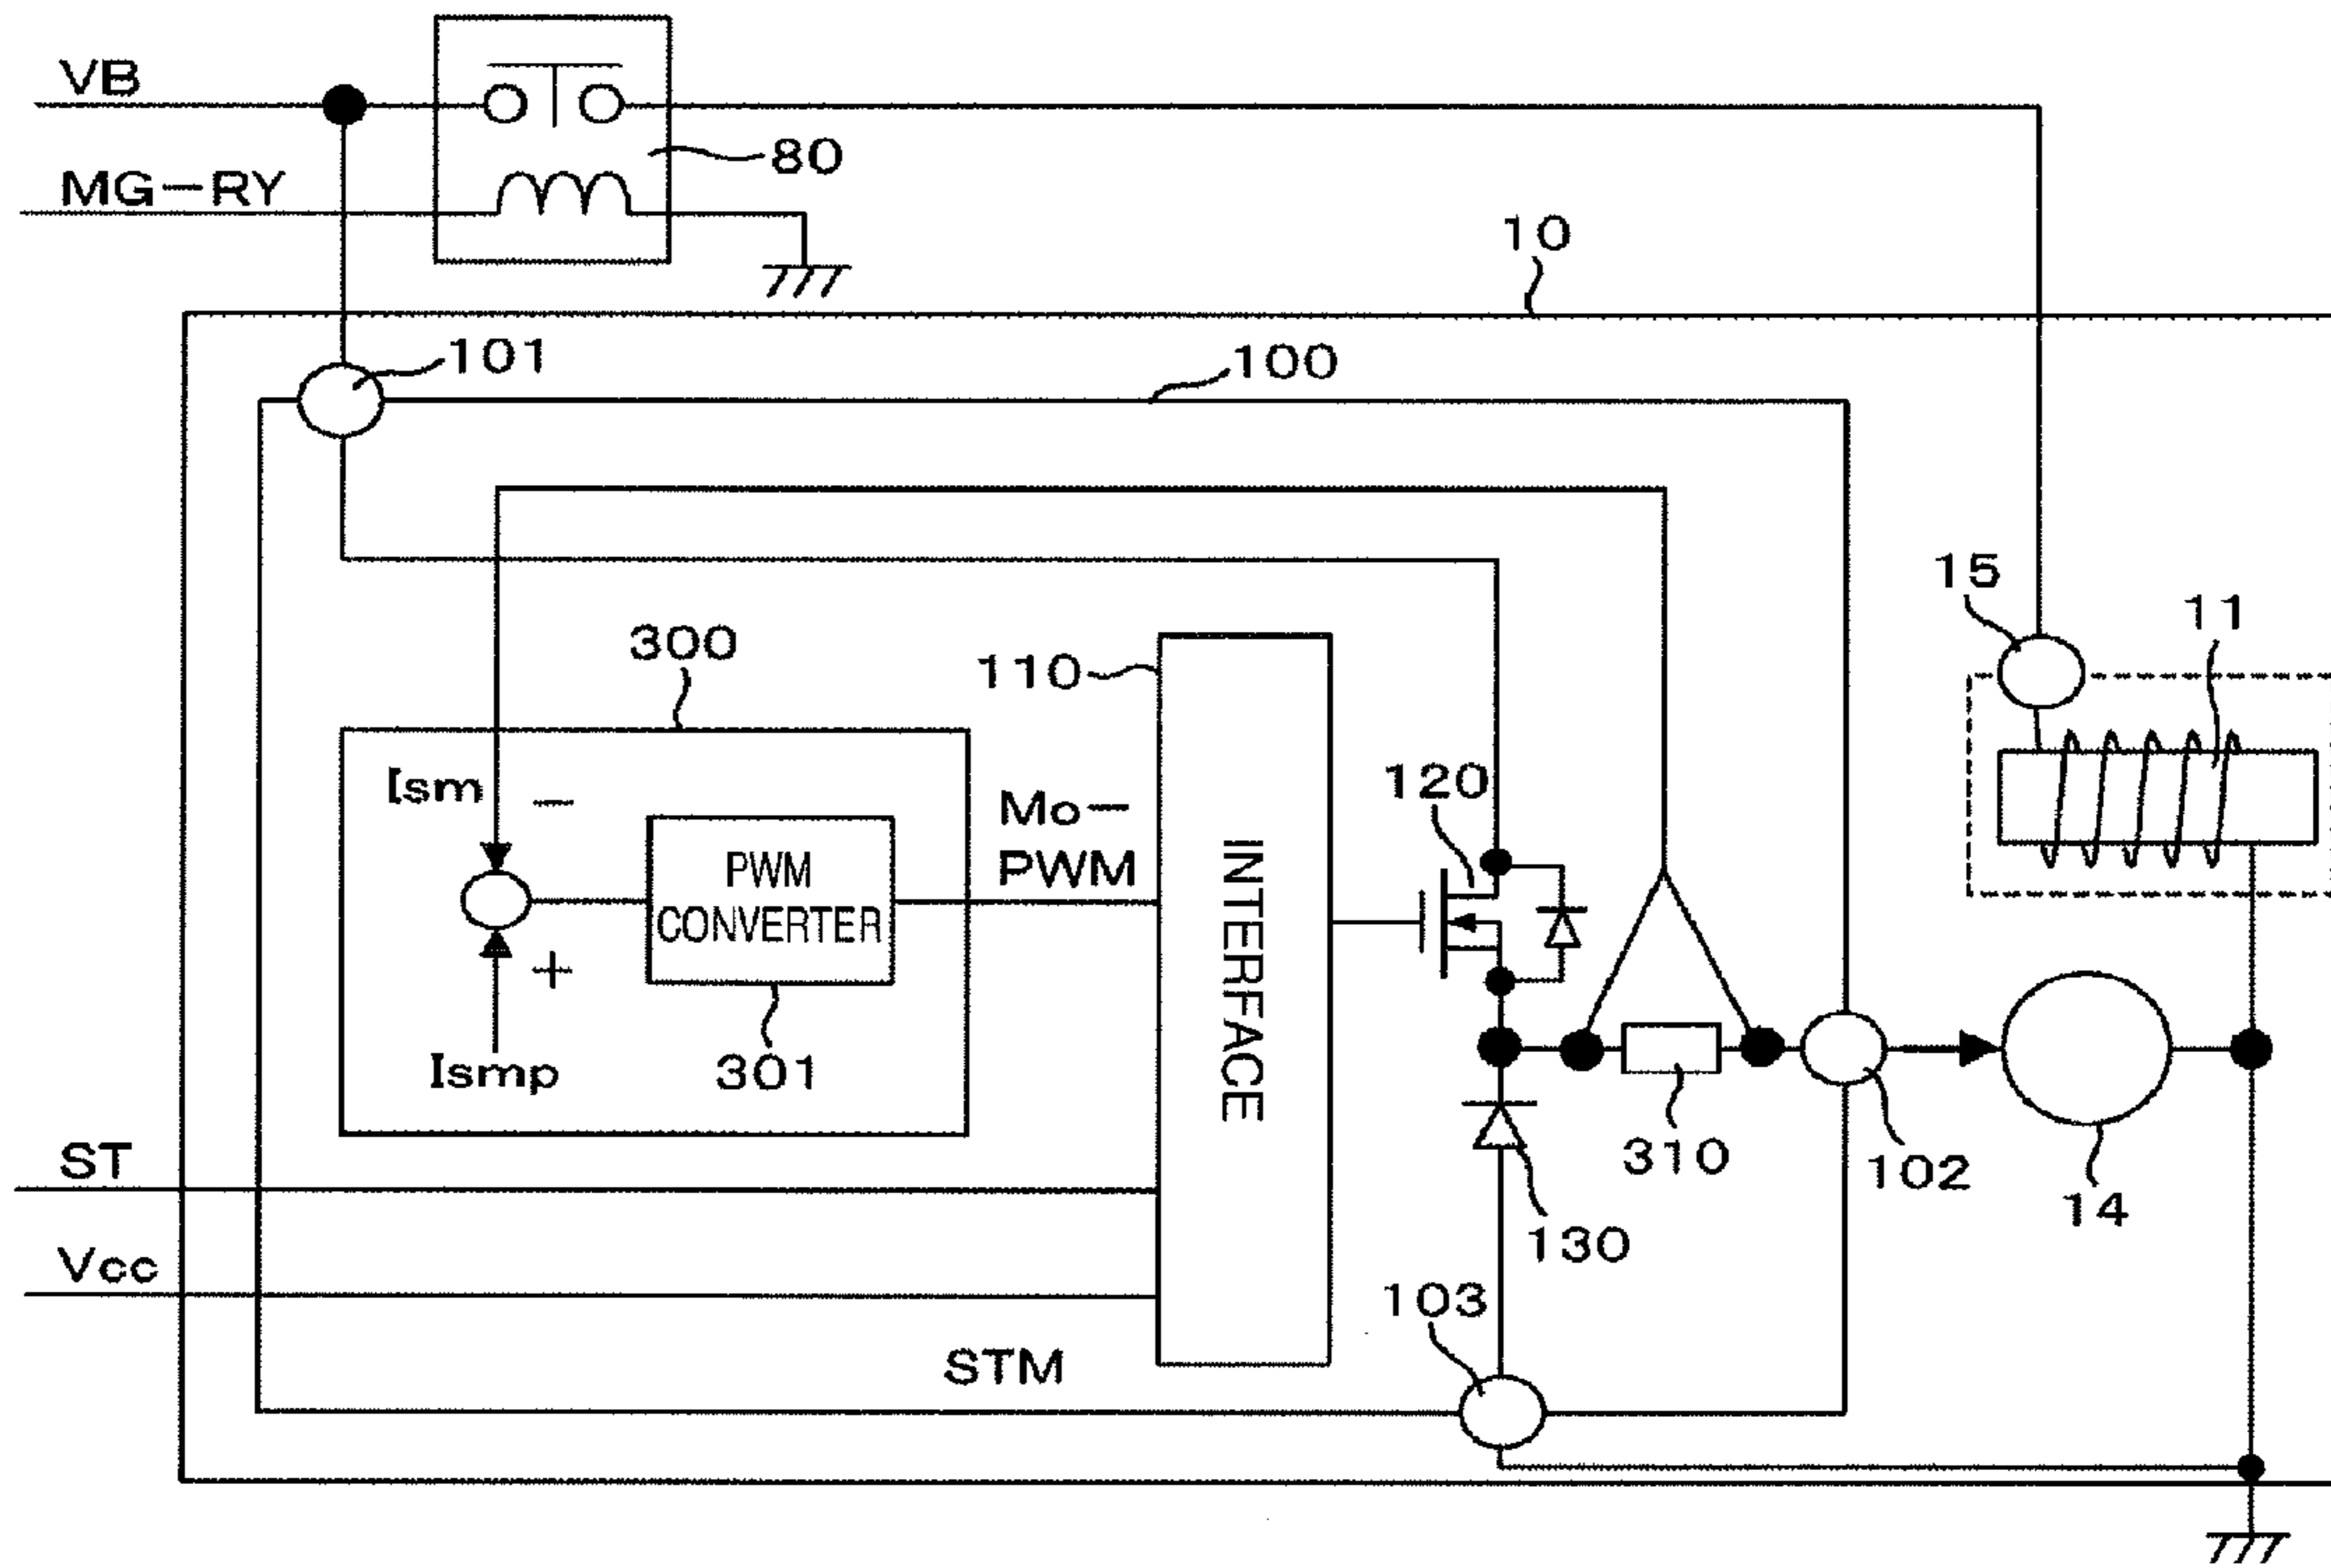 VB
80
MG-RY
10
101
100
15
11
300
110
Ism
−
120
Mo-
PWM
PWM
CONVERTER
INTERFACE
+
Ismp
301
310
102
14
ST
130
Vcc
103
STM